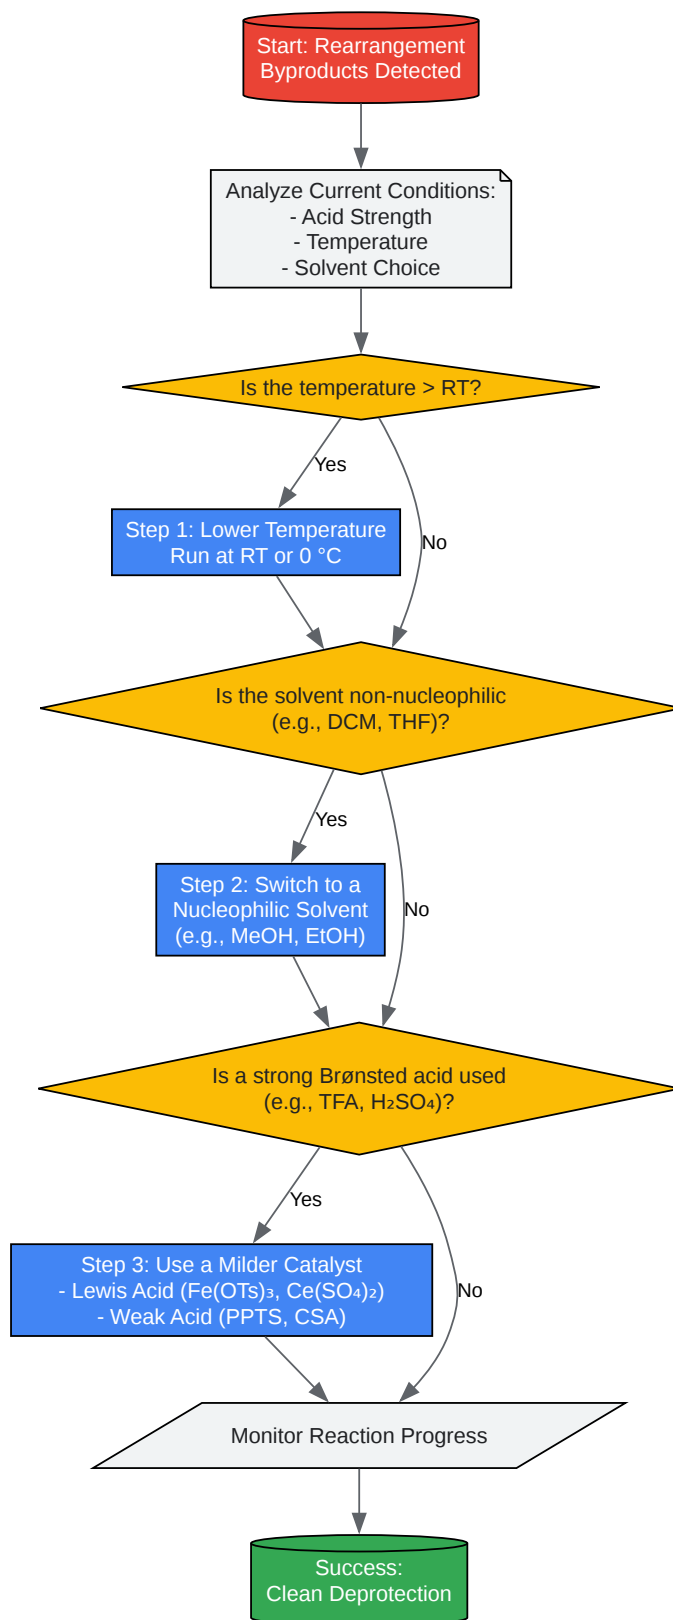 Start: Rearrangement
Byproducts Detected
Analyze Current Conditions:
- Acid Strength
- Temperature
- Solvent Choice
Is the temperature > RT?
Yes
Step 1: Lower Temperature
Run at RT or 0 °C
No
Is the solvent non-nucleophilic
(e.g., DCM, THF)?
Yes
Step 2: Switch to a
Nucleophilic Solvent
(e.g., MeOH, EtOH)
No
Is a strong Brønsted acid used
(e.g., TFA, H₂SO₄)?
Yes
Step 3: Use a Milder Catalyst
- Lewis Acid (Fe(OTs)₃, Ce(SO₄)₂)
- Weak Acid (PPTS, CSA)
No
Monitor Reaction Progress
Success:
Clean Deprotection